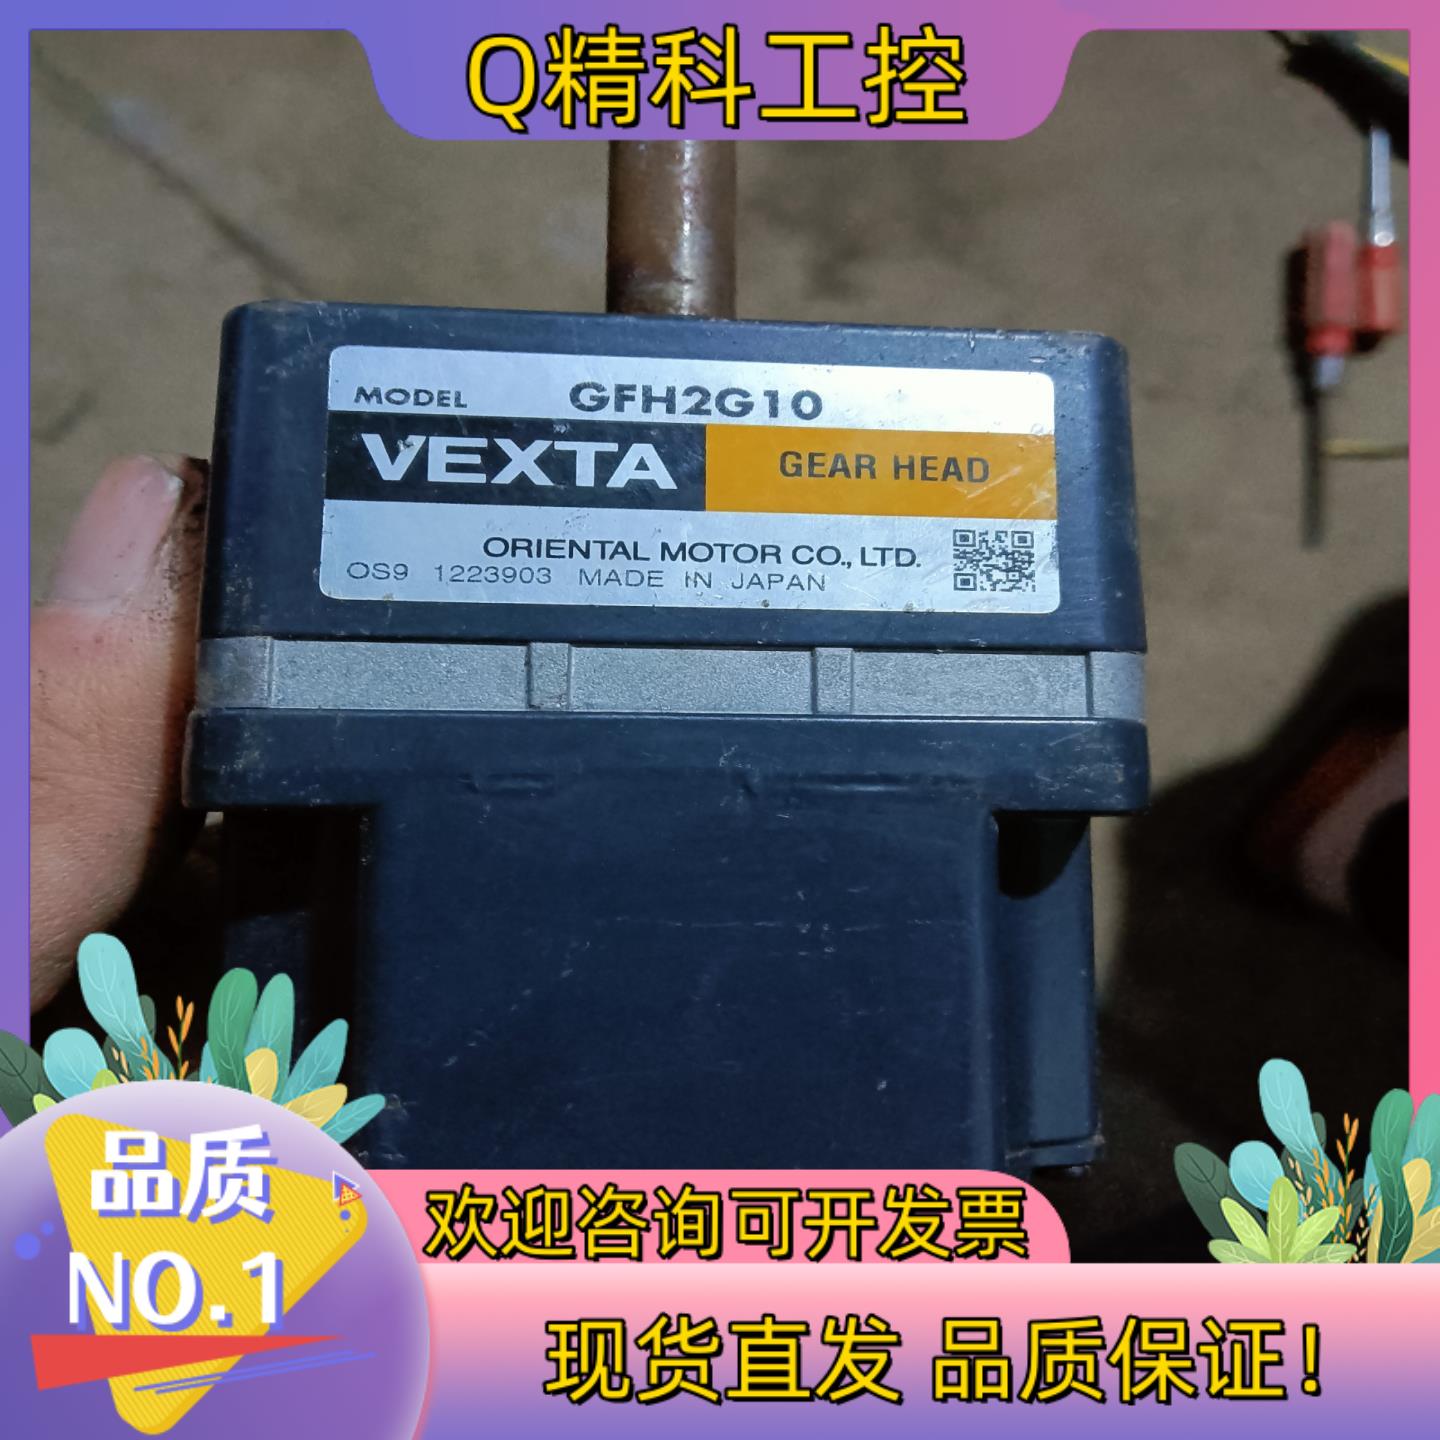 Q精科工控
MODEL GFH2G10
VEXTA GEAR HEAD
ORIENTAL MOTOR CO., LTD.
OS9 1223903 MADE IN JAPAN
品质
NO.1
欢迎咨询可开发票
现货直发 品质保证!